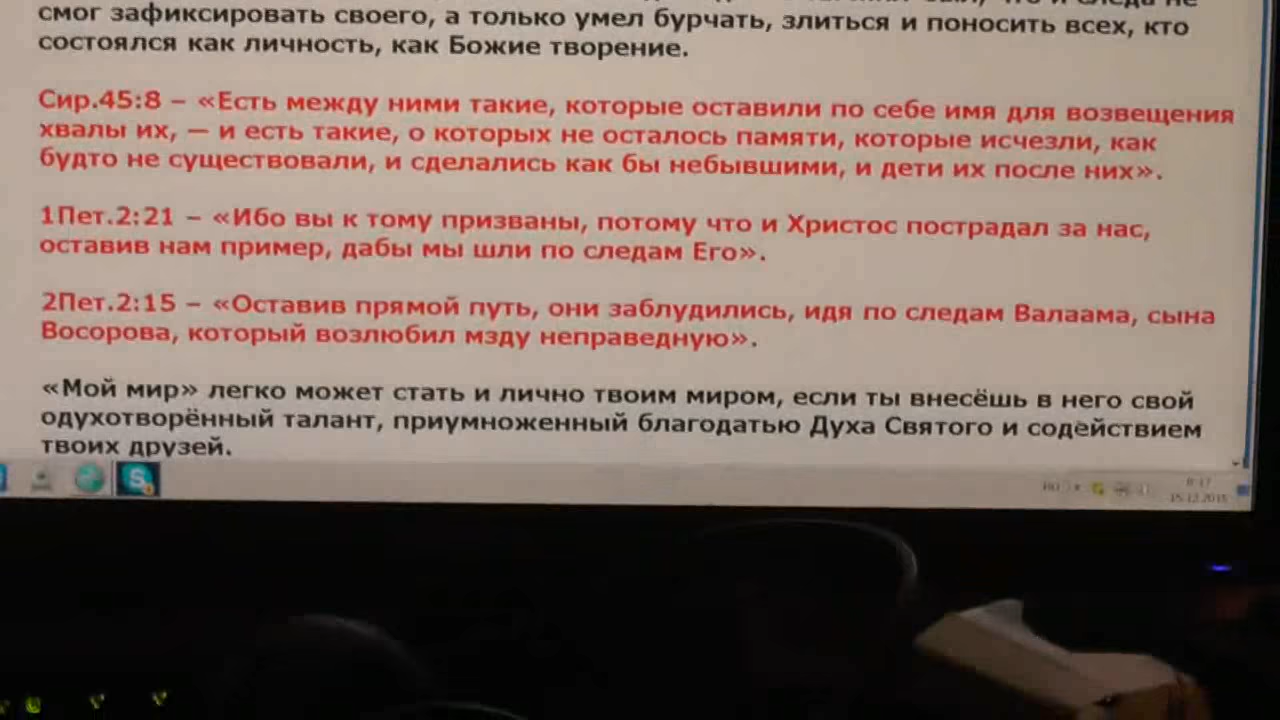 смог зафиксировать своего, а только умел бурчать, злиться и поносить всех, кто
состоялся как личность, как Божие творение.
Сир.45:8 – «Есть между ними такие, которые оставили по себе имя для возвещения
хвалы их, — и есть такие, о которых не осталось памяти, которые исчезли, как
будто не существовали, и сделались как бы небывшими, и дети их после них».
1Пет.2:21 – «Ибо вы к тому призваны, потому что и Христос пострадал за нас,
оставив нам пример, дабы мы шли по следам Его».
2Пет.2:15 – «Оставив прямой путь, они заблудились, идя по следам Валаама, сына
Восорова, который возлюбил мзду неправедную».
«Мой мир» легко может стать и лично твоим миром, если ты внесёшь в него свой
одухотворённый талант, приумноженный благодатью Духа Святого и содействием
твоих друзей.
15.12.2015